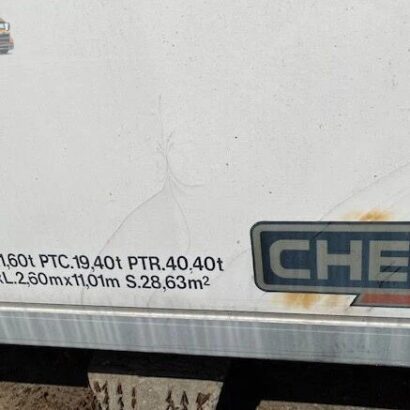 1,60t PTC.19,40t PTR.40,40t
L.2,60mx11,01m S.28,63m²
CHE